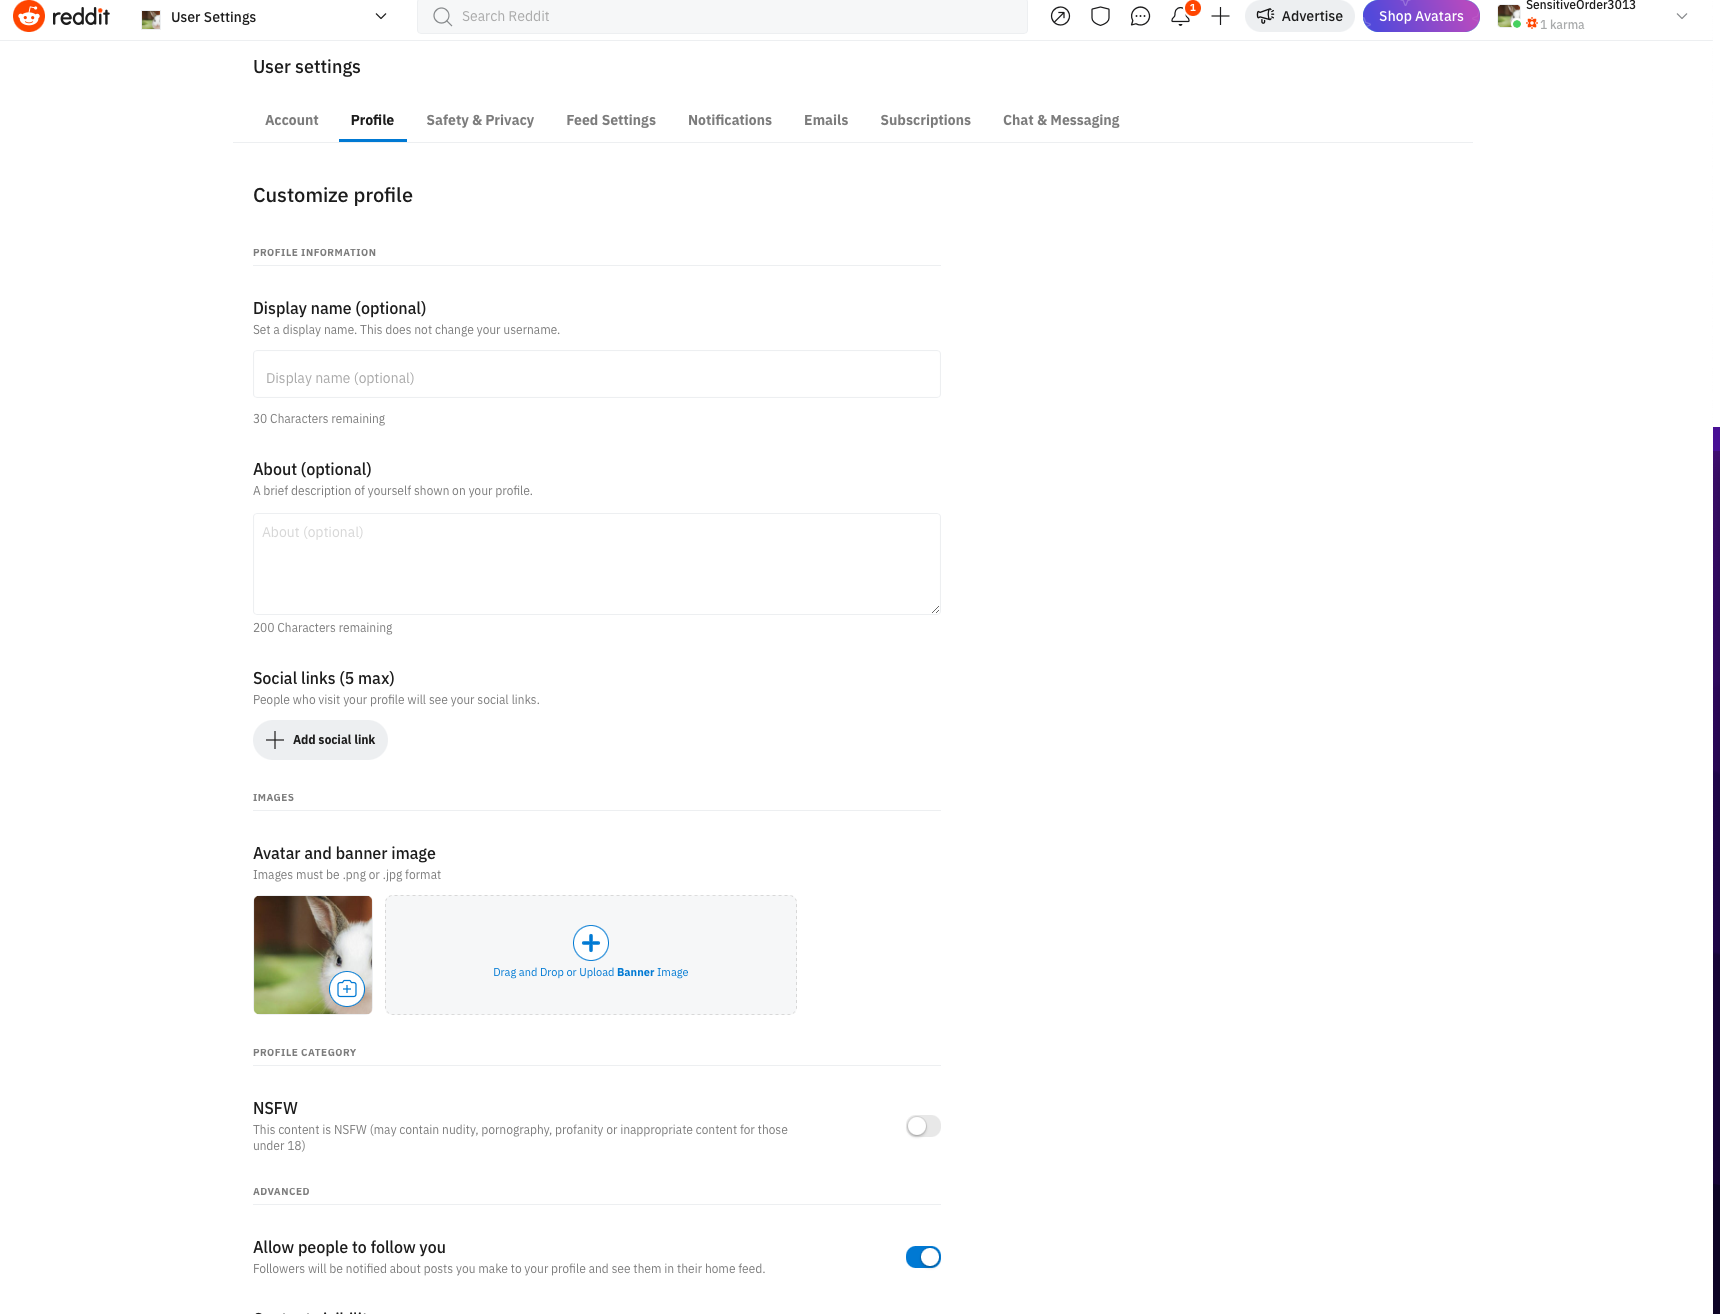 reddit
User Settings
Search Reddit
1
Advertise
Shop Avatars
SensitiveOrder3013
1 karma
User settings
Account
Profile
Safety & Privacy
Feed Settings
Notifications
Emails
Subscriptions
Chat & Messaging
Customize profile
PROFILE INFORMATION
Display name (optional)
Set a display name. This does not change your username.
Display name (optional)
30 Characters remaining
About (optional)
A brief description of yourself shown on your profile.
About (optional)
200 Characters remaining
Social links (5 max)
People who visit your profile will see your social links.
Add social link
IMAGES
Avatar and banner image
Images must be .png or .jpg format
Drag and Drop or Upload Banner Image
PROFILE CATEGORY
NSFW
This content is NSFW (may contain nudity, pornography, profanity or inappropriate content for those
under 18)
ADVANCED
Allow people to follow you
Followers will be notified about posts you make to your profile and see them in their home feed.